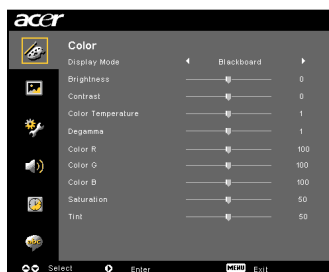 acer
Color
Display Mode Blackboard
Brightness 0
Contrast 0
Color Temperature 1
Degamma 1
Color R 100
Color G 100
Color B 100
Saturation 50
Tint 50
abc
Select Enter MENU Exit